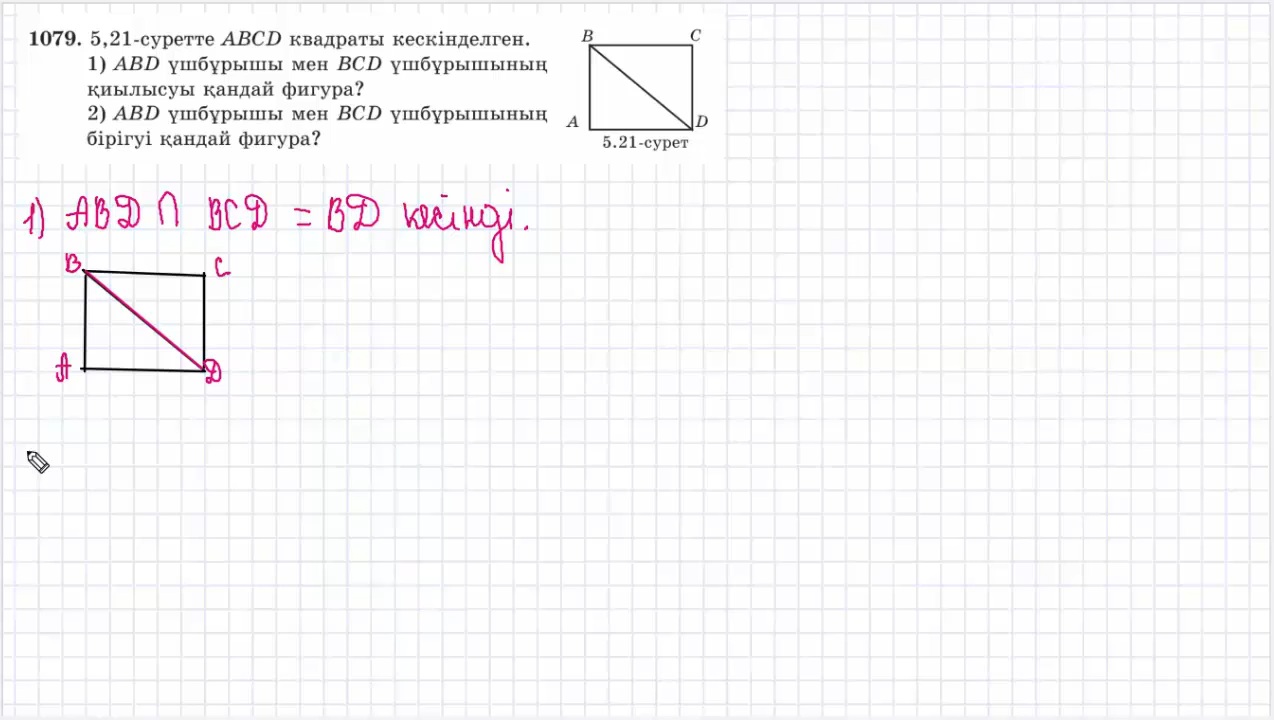 1079. 5,21-суретте ABCD квадраты кескінделген.
1) ABD үшбұрышы мен BCD үшбұрышының
қиылысуы қандай фигура?
2) ABD үшбұрышы мен BCD үшбұрышының
бірігуі қандай фигура?
B C
A D
5.21-сурет
1) ABD ∩ BCD = BD кесінді.
B C
A D